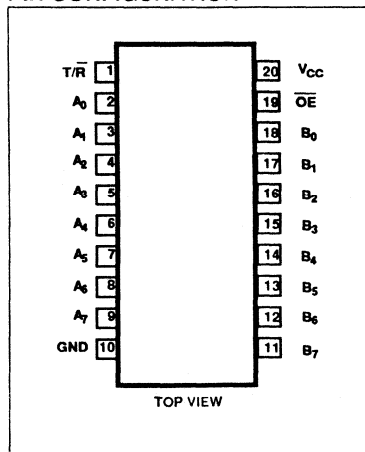 T/R̅ 1 20 VCC
A0 2 19 O̅E̅
A1 3 18 B0
A2 4 17 B1
A3 5 16 B2
A4 6 15 B3
A5 7 14 B4
A6 8 13 B5
A7 9 12 B6
GND 10 11 B7
TOP VIEW